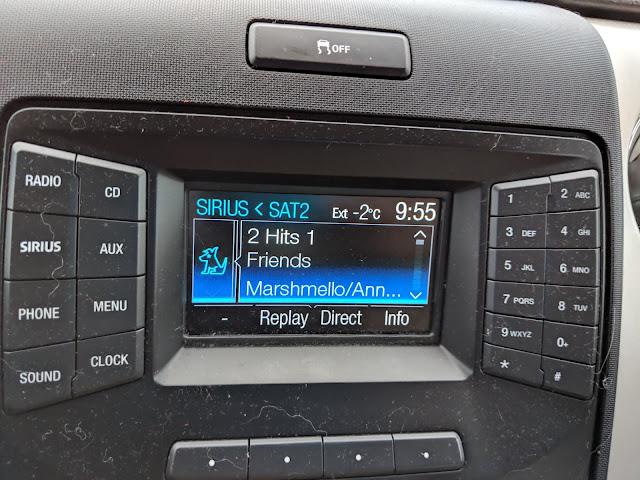 OFF
RADIO
CD
SIRIUS
AUX
PHONE
MENU
SOUND
CLOCK
SIRIUS < SAT2 Ext -2°C 9:55
2 Hits 1
Friends
Marshmello/Ann...
- Replay Direct Info
1
2 ABC
3 DEF
4 GHI
5 JKL
6 MNO
7 PQRS
8 TUV
9 WXYZ
0+
*
#